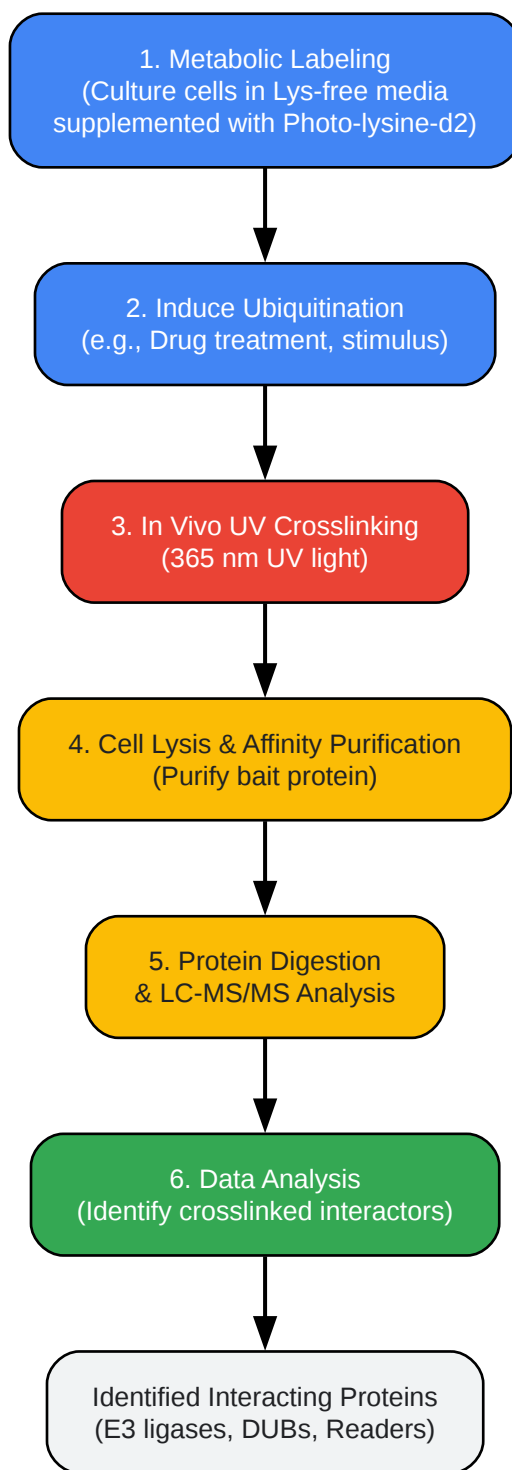 1. Metabolic Labeling
(Culture cells in Lys-free media
supplemented with Photo-lysine-d2)
2. Induce Ubiquitination
(e.g., Drug treatment, stimulus)
3. In Vivo UV Crosslinking
(365 nm UV light)
4. Cell Lysis & Affinity Purification
(Purify bait protein)
5. Protein Digestion
& LC-MS/MS Analysis
6. Data Analysis
(Identify crosslinked interactors)
Identified Interacting Proteins
(E3 ligases, DUBs, Readers)